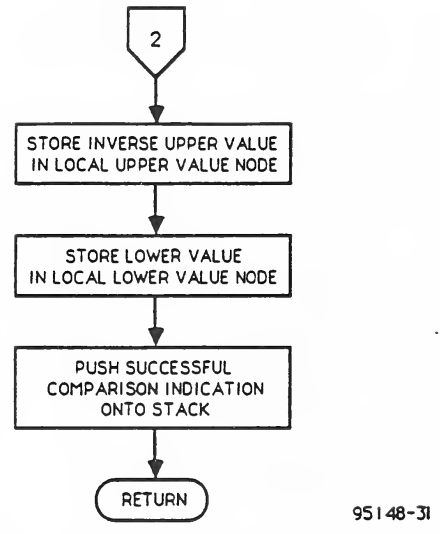 2
STORE INVERSE UPPER VALUE
IN LOCAL UPPER VALUE NODE
STORE LOWER VALUE
IN LOCAL LOWER VALUE NODE
PUSH SUCCESSFUL
COMPARISON INDICATION
ONTO STACK
RETURN
95148-31